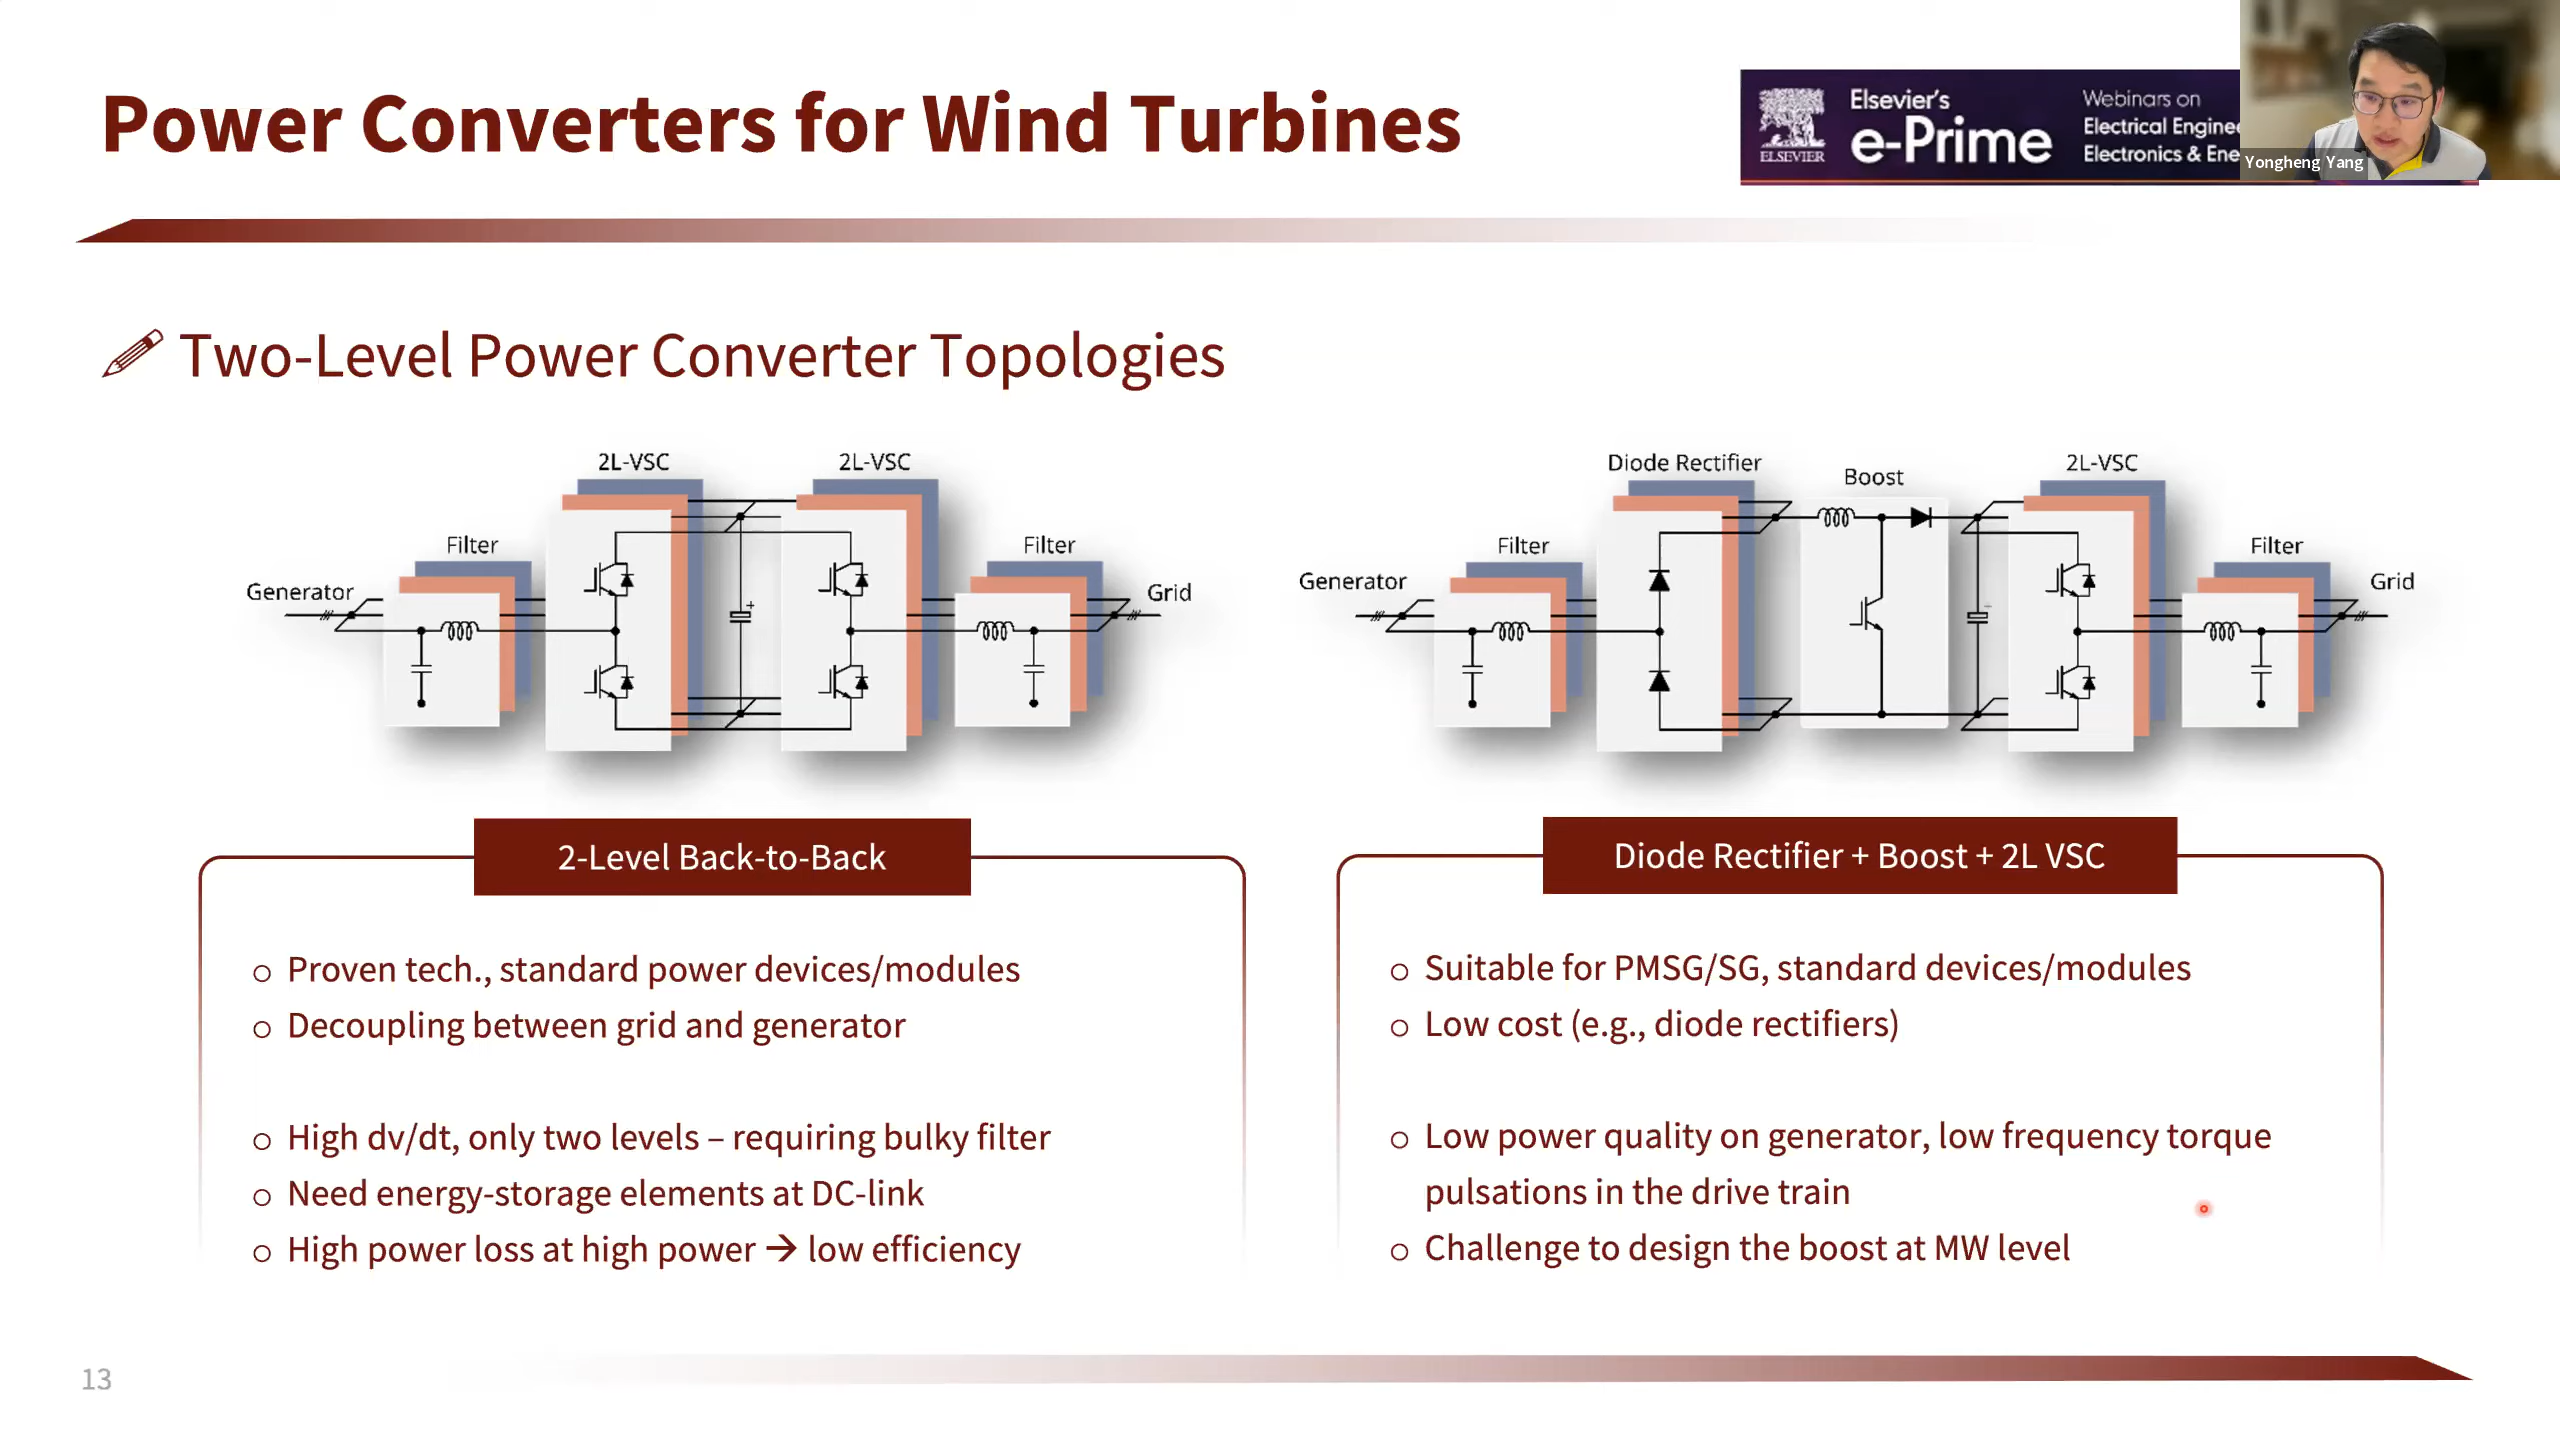 Power Converters for Wind Turbines
ELSEVIER
Elsevier's
e-Prime
Webinars on
Electrical Enginee
Electronics & Ene
Yongheng Yang
Two-Level Power Converter Topologies
2L-VSC
2L-VSC
Filter
Filter
Generator
Grid
+
Diode Rectifier
Boost
2L-VSC
Filter
Filter
Generator
Grid
2-Level Back-to-Back
○ Proven tech., standard power devices/modules
○ Decoupling between grid and generator
○ High dv/dt, only two levels – requiring bulky filter
○ Need energy-storage elements at DC-link
○ High power loss at high power → low efficiency
Diode Rectifier + Boost + 2L VSC
○ Suitable for PMSG/SG, standard devices/modules
○ Low cost (e.g., diode rectifiers)
○ Low power quality on generator, low frequency torque
pulsations in the drive train
○ Challenge to design the boost at MW level
13